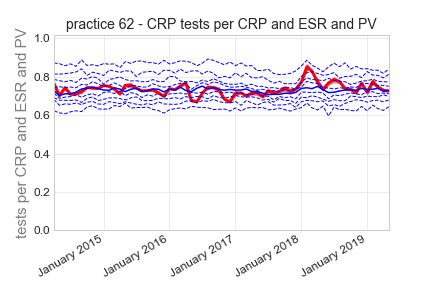 practice 62 - CRP tests per CRP and ESR and PV
tests per CRP and ESR and PV
1.0
0.8
0.6
0.4
0.2
0.0
January 2015
January 2016
January 2017
January 2018
January 2019